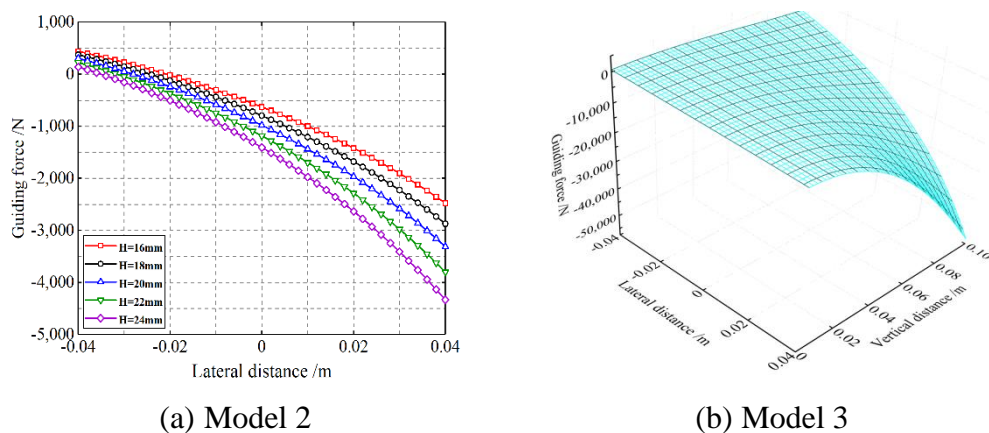 1,000
0
-1,000
-2,000
-3,000
-4,000
-5,000
Guiding force /N
H=16mm
H=18mm
H=20mm
H=22mm
H=24mm
-0.04 -0.02 0 0.02 0.04
Lateral distance /m
(a) Model 2
0
-10,000
-20,000
-30,000
-40,000
-50,000
Guiding force /N
-0.04
-0.02
0
0.02
0.04
Lateral distance /m
0
0.02
0.04
0.06
0.08
0.10
Vertical distance /m
(b) Model 3